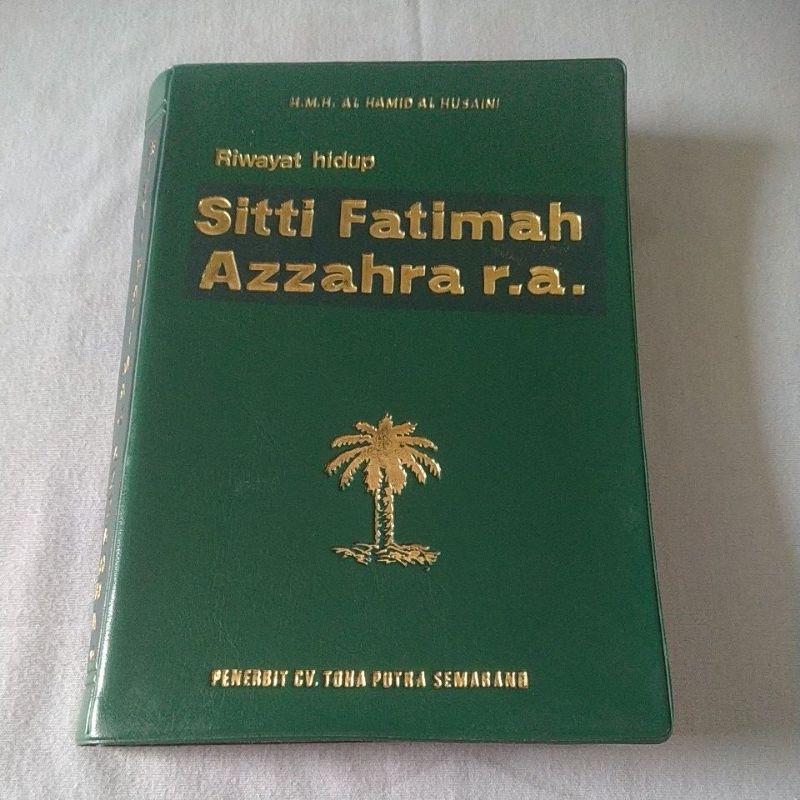 H.M.H. AL HAMID AL HUSAINI
Riwayat hidup
Sitti Fatimah
Azzahra r.a.
PENERBIT CV. TOHA PUTRA SEMARANG